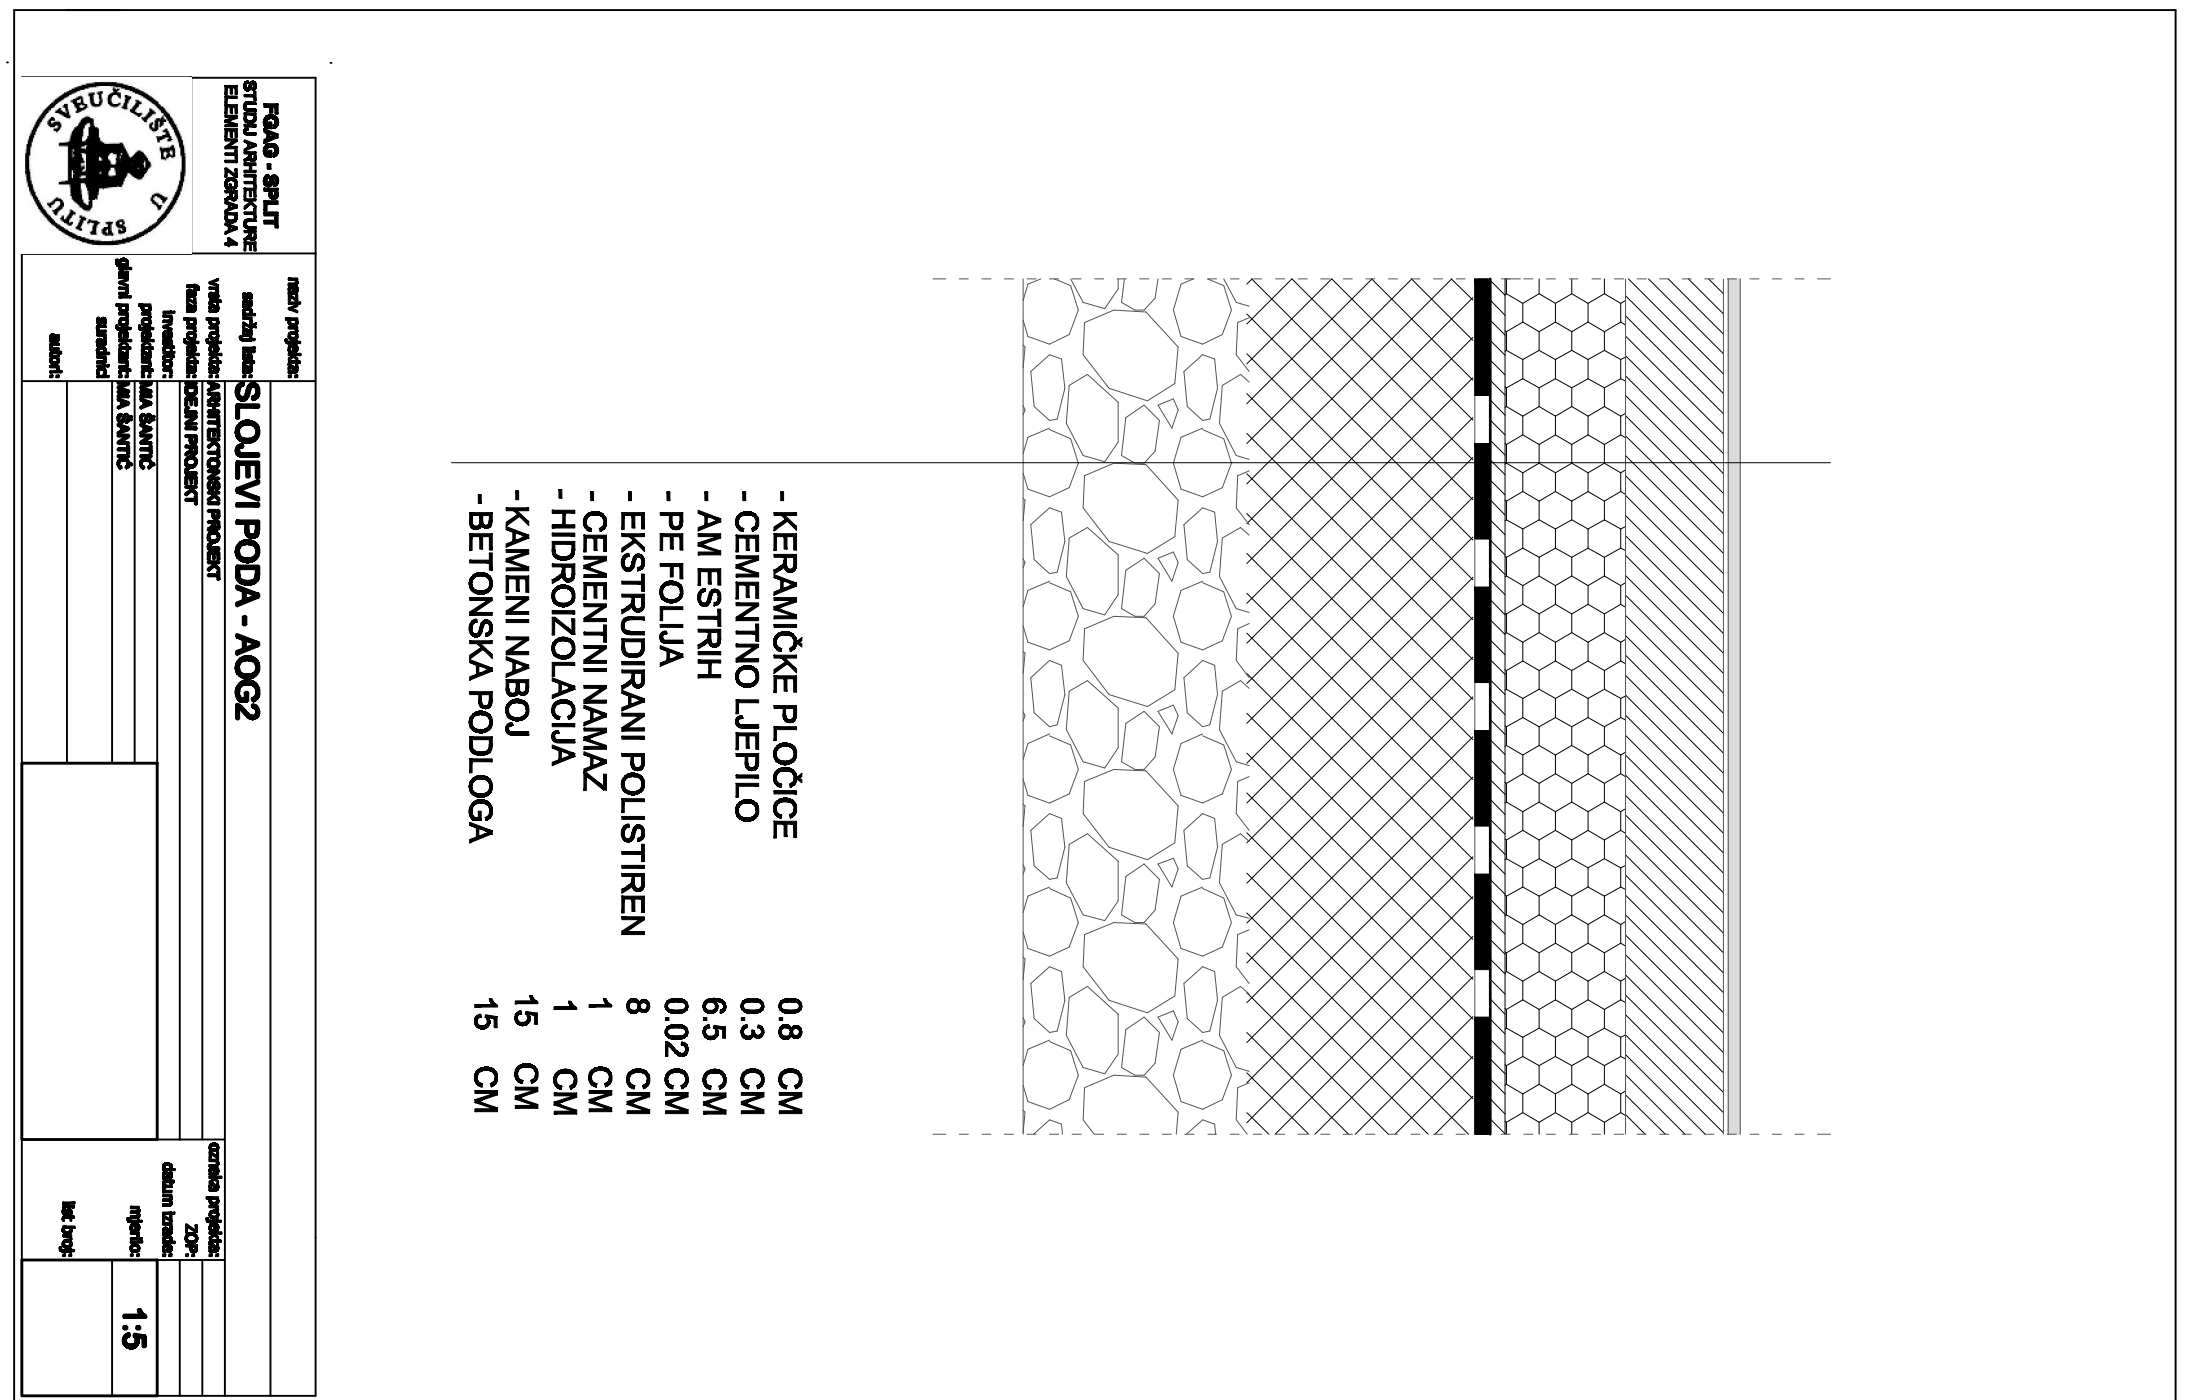 FGAG - SPLIT
STUDIJ ARHITEKTURE
ELEMENTI ZGRADA 4
SVEUČILIŠTE U SPLITU
naziv projekta:
sadržaj lista: SLOJEVI PODA - AOG2
vrsta projekta: ARHITEKTONSKI PROJEKT
faza projekta: IDEJNI PROJEKT
investitor:
projektant: MIA ŠANTIĆ
glavni projektant: MIA ŠANTIĆ
suradnici
autori:
oznaka projekta:
ZOP:
datum izrade:
mjerilo: 1:5
list broj:
- KERAMIČKE PLOČICE 0.8 CM
- CEMENTNO LJEPILO 0.3 CM
- AM ESTRIH 6.5 CM
- PE FOLIJA 0.02 CM
- EKSTRUDIRANI POLISTIREN 8 CM
- CEMENTNI NAMAZ 1 CM
- HIDROIZOLACIJA 1 CM
- KAMENI NABOJ 15 CM
- BETONSKA PODLOGA 15 CM